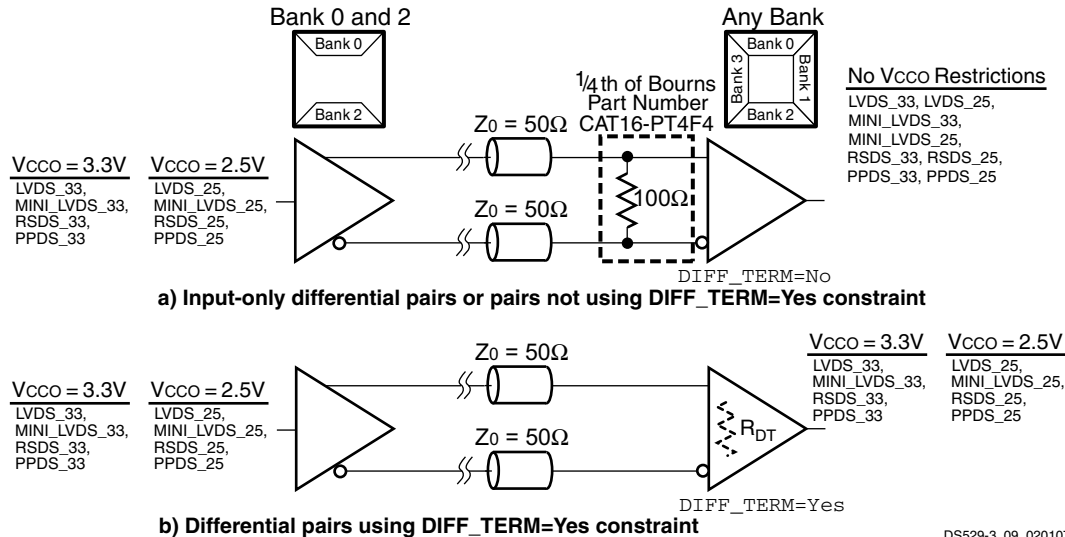 Bank 0 and 2
Any Bank
Bank 0
Bank 2
Bank 0
Bank 3
Bank 1
Bank 2
1/4 th of Bourns
Part Number
CAT16-PT4F4
No VCCO Restrictions
LVDS_33, LVDS_25,
MINI_LVDS_33,
MINI_LVDS_25,
RSDS_33, RSDS_25,
PPDS_33, PPDS_25
Z0 = 50Ω
VCCO = 3.3V
LVDS_33,
MINI_LVDS_33,
RSDS_33,
PPDS_33
VCCO = 2.5V
LVDS_25,
MINI_LVDS_25,
RSDS_25,
PPDS_25
100Ω
Z0 = 50Ω
DIFF_TERM=No
a) Input-only differential pairs or pairs not using DIFF_TERM=Yes constraint
Z0 = 50Ω
VCCO = 3.3V
LVDS_33,
MINI_LVDS_33,
RSDS_33,
PPDS_33
VCCO = 2.5V
LVDS_25,
MINI_LVDS_25,
RSDS_25,
PPDS_25
Z0 = 50Ω
RDT
VCCO = 3.3V
LVDS_33,
MINI_LVDS_33,
RSDS_33,
PPDS_33
VCCO = 2.5V
LVDS_25,
MINI_LVDS_25,
RSDS_25,
PPDS_25
DIFF_TERM=Yes
b) Differential pairs using DIFF_TERM=Yes constraint
DS529-3_09_020107